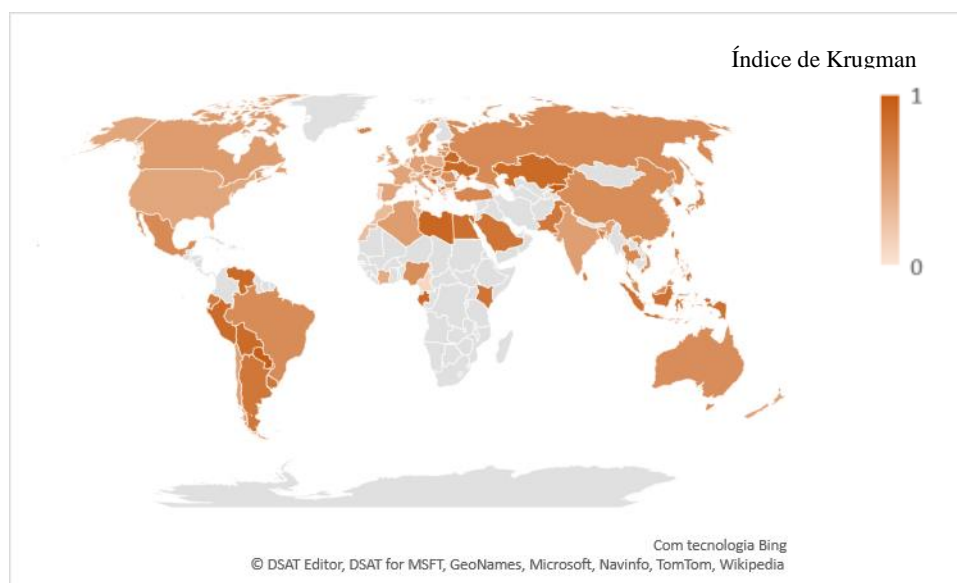 Índice de Krugman
1
0
Com tecnologia Bing
© DSAT Editor, DSAT for MSFT, GeoNames, Microsoft, Navinfo, TomTom, Wikipedia